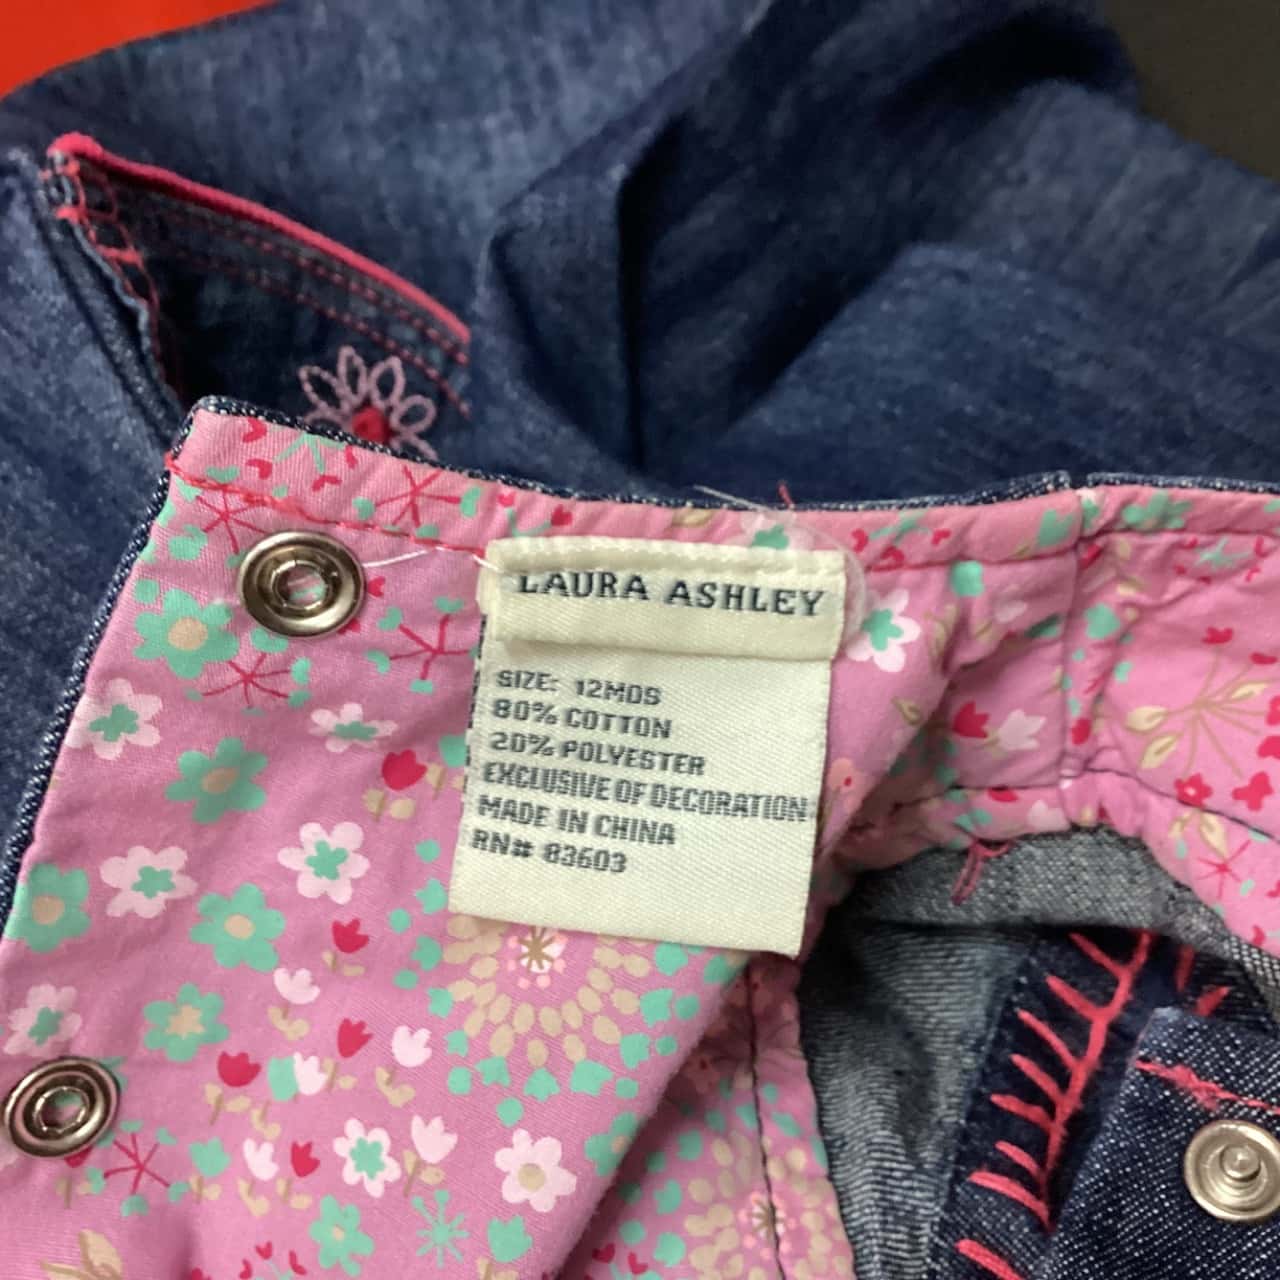 LAURA ASHLEY
SIZE: 12MOS
80% COTTON
20% POLYESTER
EXCLUSIVE OF DECORATION
MADE IN CHINA
RN# 83603